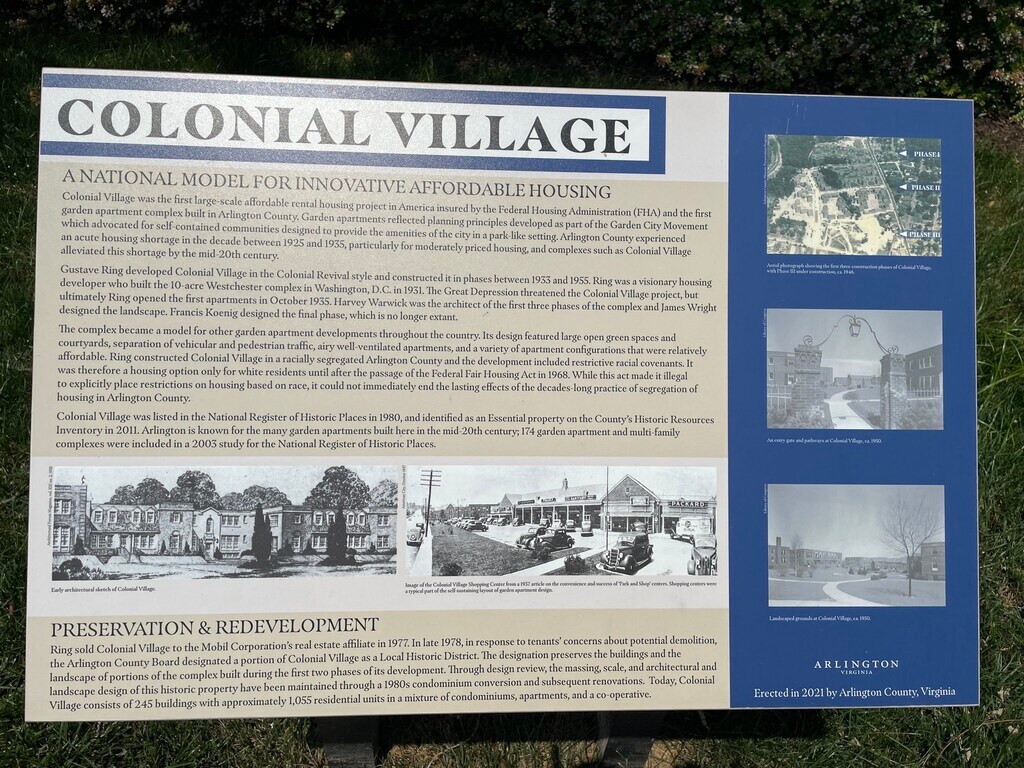 COLONIAL VILLAGE
A NATIONAL MODEL FOR INNOVATIVE AFFORDABLE HOUSING
Colonial Village was the first large-scale affordable rental housing project in America insured by the Federal Housing Administration (FHA) and the first
garden apartment complex built in Arlington County. Garden apartments reflected planning principles developed as part of the Garden City Movement
which advocated for self-contained communities designed to provide the amenities of the city in a park-like setting. Arlington County experienced
an acute housing shortage in the decade between 1925 and 1935, particularly for moderately priced housing, and complexes such as Colonial Village
alleviated this shortage by the mid-20th century.
Gustave Ring developed Colonial Village in the Colonial Revival style and constructed it in phases between 1933 and 1955. Ring was a visionary housing
developer who built the 10-acre Westchester complex in Washington, D.C. in 1931. The Great Depression threatened the Colonial Village project, but
ultimately Ring opened the first apartments in October 1935. Harvey Warwick was the architect of the first three phases of the complex and James Wright
designed the landscape. Francis Koenig designed the final phase, which is no longer extant.
The complex became a model for other garden apartment developments throughout the country. Its design featured large open green spaces and
courtyards, separation of vehicular and pedestrian traffic, airy well-ventilated apartments, and a variety of apartment configurations that were relatively
affordable. Ring constructed Colonial Village in a racially segregated Arlington County and the development included restrictive racial covenants. It
was therefore a housing option only for white residents until after the passage of the Federal Fair Housing Act in 1968. While this act made it illegal
to explicitly place restrictions on housing based on race, it could not immediately end the lasting effects of the decades-long practice of segregation of
housing in Arlington County.
Colonial Village was listed in the National Register of Historic Places in 1980, and identified as an Essential property on the County's Historic Resources
Inventory in 2011. Arlington is known for the many garden apartments built here in the mid-20th century; 174 garden apartment and multi-family
complexes were included in a 2003 study for the National Register of Historic Places.
PACKARD
Early architectural sketch of Colonial Village.
Image of the Colonial Village Shopping Center from a 1937 article on the convenience and success of 'Park and Shop' centers. Shopping centers were
a typical part of the self-sustaining layout of garden apartment design.
PRESERVATION & REDEVELOPMENT
Ring sold Colonial Village to the Mobil Corporation's real estate affiliate in 1977. In late 1978, in response to tenants' concerns about potential demolition,
the Arlington County Board designated a portion of Colonial Village as a Local Historic District. The designation preserves the buildings and the
landscape of portions of the complex built during the first two phases of its development. Through design review, the massing, scale, and architectural and
landscape design of this historic property have been maintained through a 1980s condominium conversion and subsequent renovations. Today, Colonial
Village consists of 245 buildings with approximately 1,055 residential units in a mixture of condominiums, apartments, and a co-operative.
PHASE I
PHASE II
PHASE III
Aerial photograph showing the first three construction phases of Colonial Village,
with Phase III under construction, ca. 1940.
An entry gate and pathways at Colonial Village, ca. 1950.
Landscaped grounds at Colonial Village, ca. 1950.
ARLINGTON
VIRGINIA
Erected in 2021 by Arlington County, Virginia